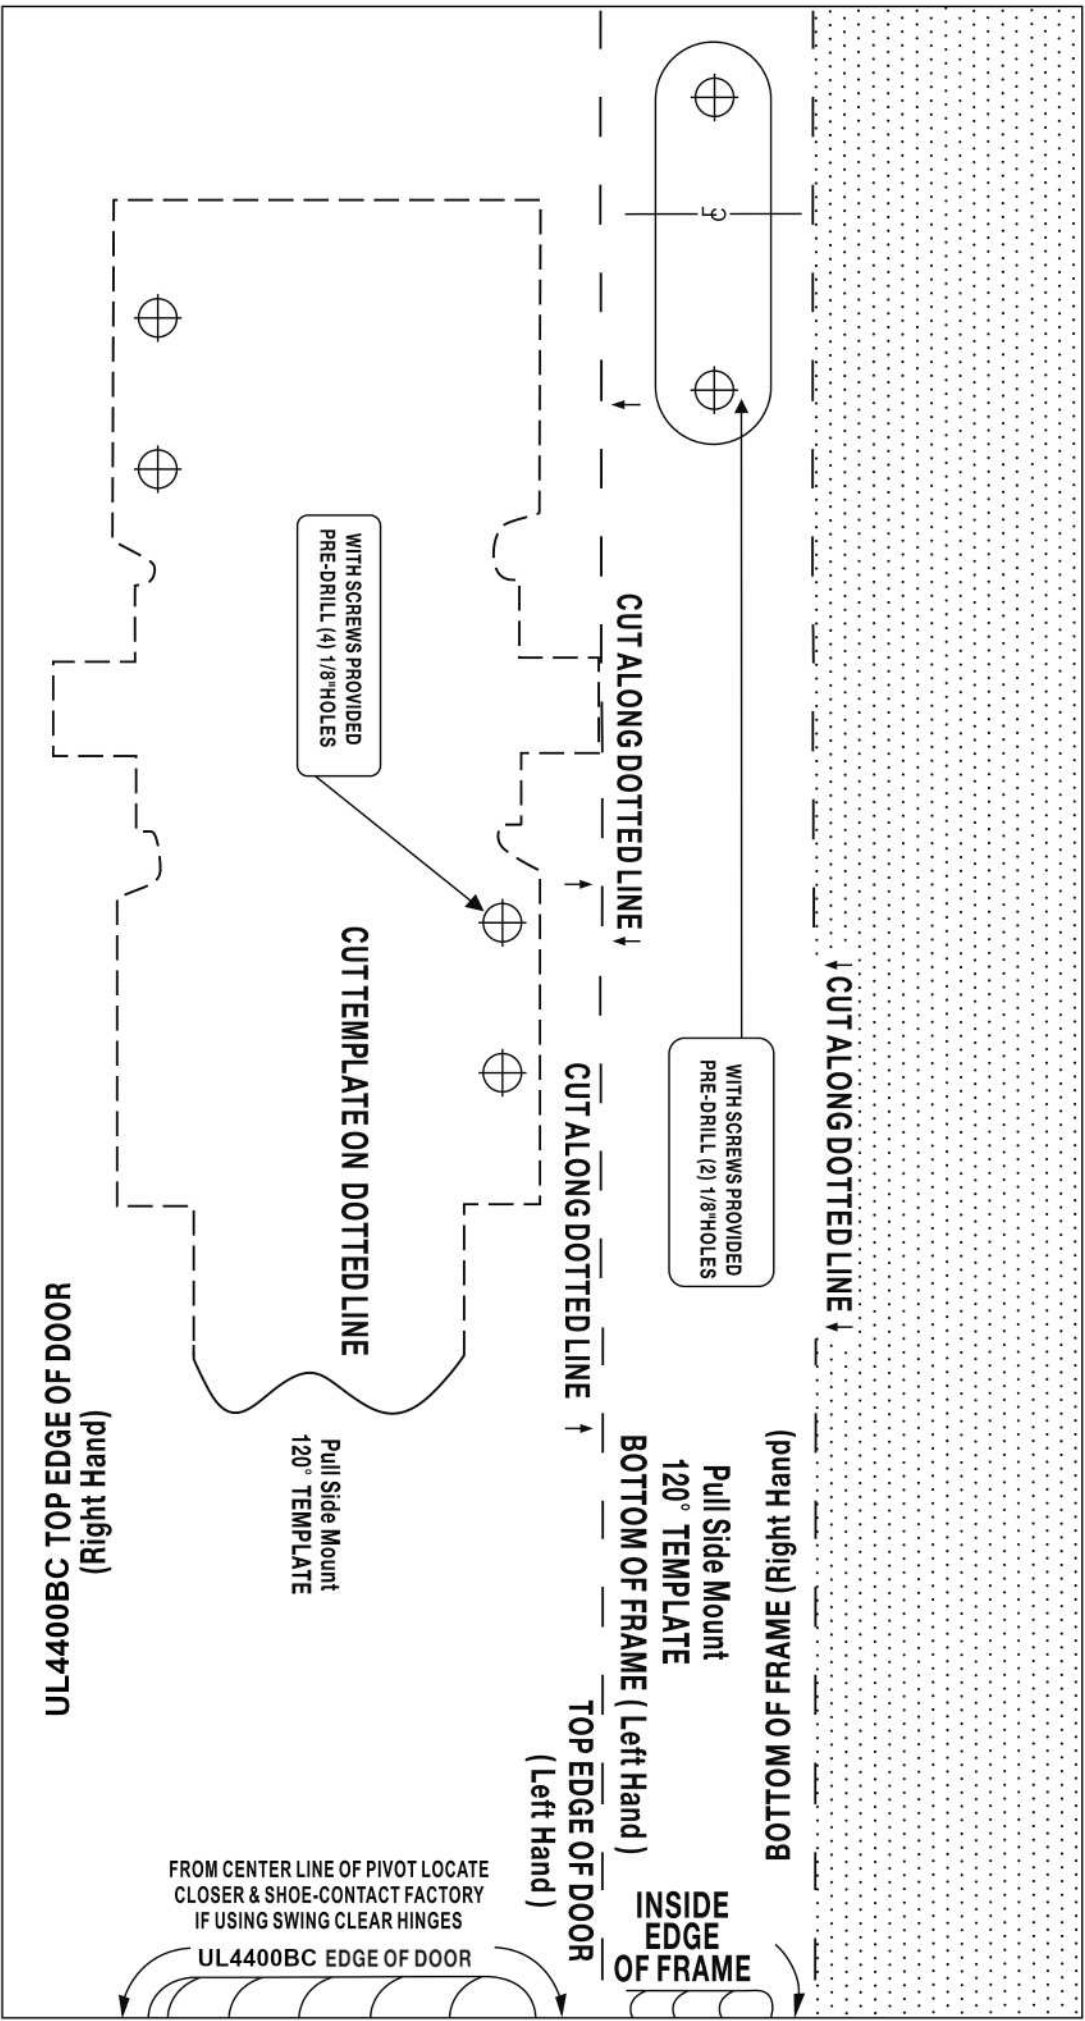 CUT ALONG DOTTED LINE
CUT ALONG DOTTED LINE
CUT ALONG DOTTED LINE
WITH SCREWS PROVIDED
PRE-DRILL (2) 1/8"HOLES
WITH SCREWS PROVIDED
PRE-DRILL (4) 1/8"HOLES
CUT TEMPLATE ON DOTTED LINE
BOTTOM OF FRAME (Right Hand)
Pull Side Mount
120° TEMPLATE
BOTTOM OF FRAME (Left Hand)
TOP EDGE OF DOOR
(Left Hand)
Pull Side Mount
120° TEMPLATE
UL4400BC TOP EDGE OF DOOR
(Right Hand)
FROM CENTER LINE OF PIVOT LOCATE
CLOSER & SHOE-CONTACT FACTORY
IF USING SWING CLEAR HINGES
UL4400BC EDGE OF DOOR
INSIDE
EDGE
OF FRAME